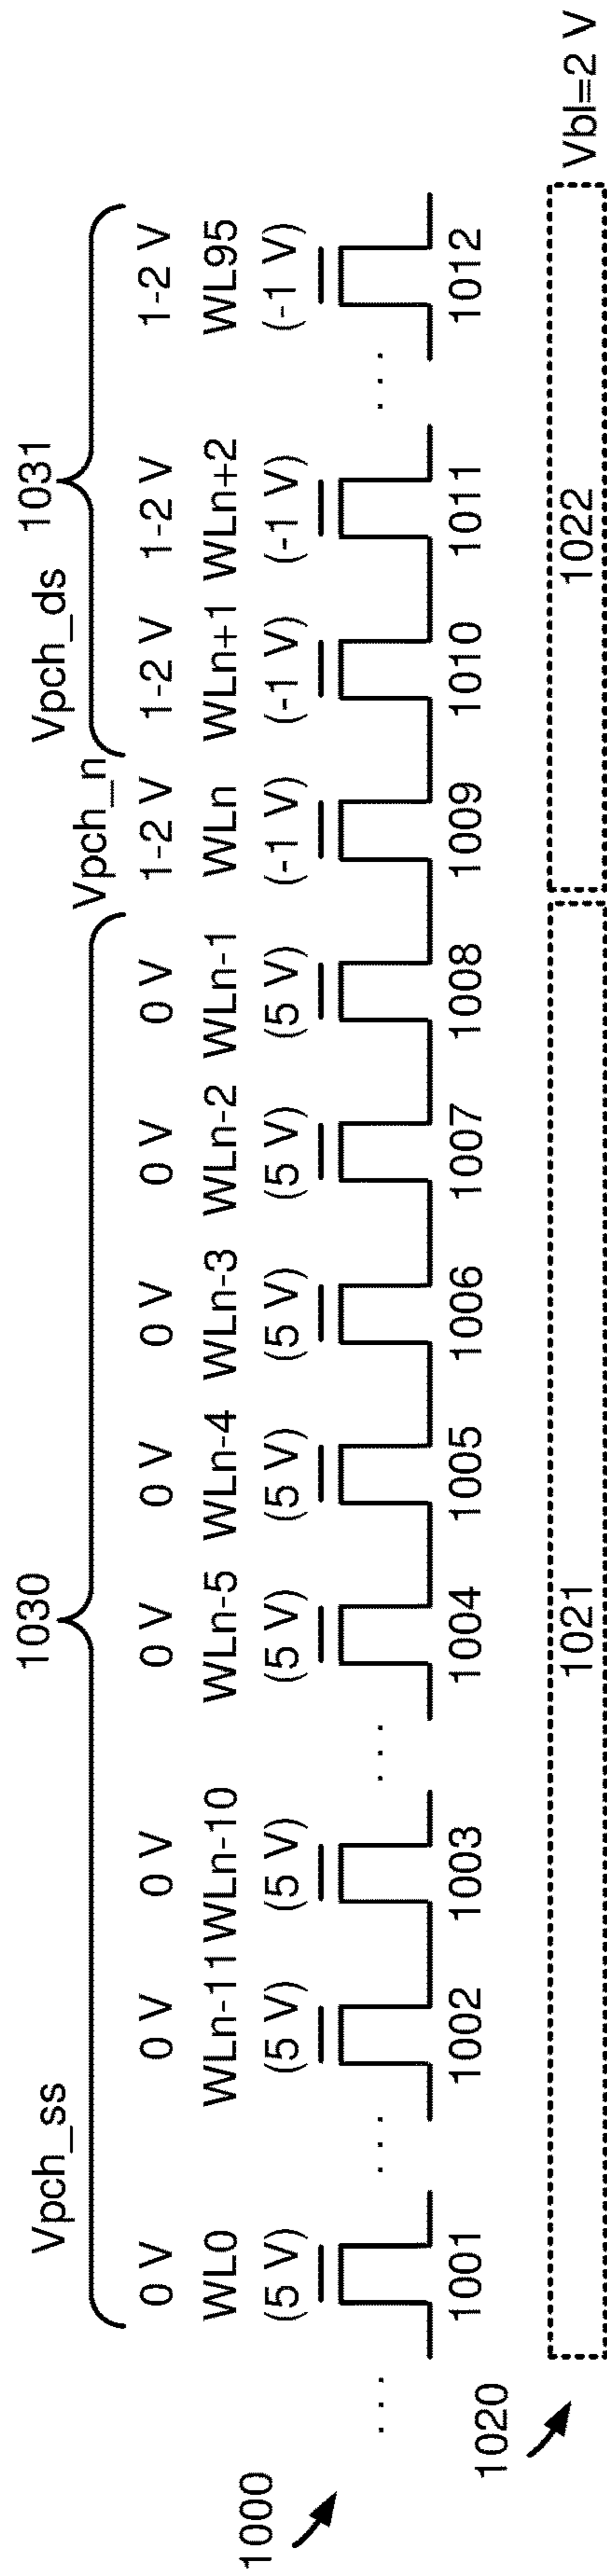 1030 1031
Vpch_ss Vpch_n Vpch_ds
0 V 0 V 0 V 0 V 0 V 0 V 0 V 0 V 1-2 V 1-2 V 1-2 V 1-2 V
WL0 WLn-11 WLn-10 WLn-5 WLn-4 WLn-3 WLn-2 WLn-1 WLn WLn+1 WLn+2 WL95
(5 V) (5 V) (5 V) (5 V) (5 V) (5 V) (5 V) (5 V) (-1 V) (-1 V) (-1 V) (-1 V)
1000
... ... ... ...
1001 1002 1003 1004 1005 1006 1007 1008 1009 1010 1011 1012
1020
1021 1022 Vbl=2 V